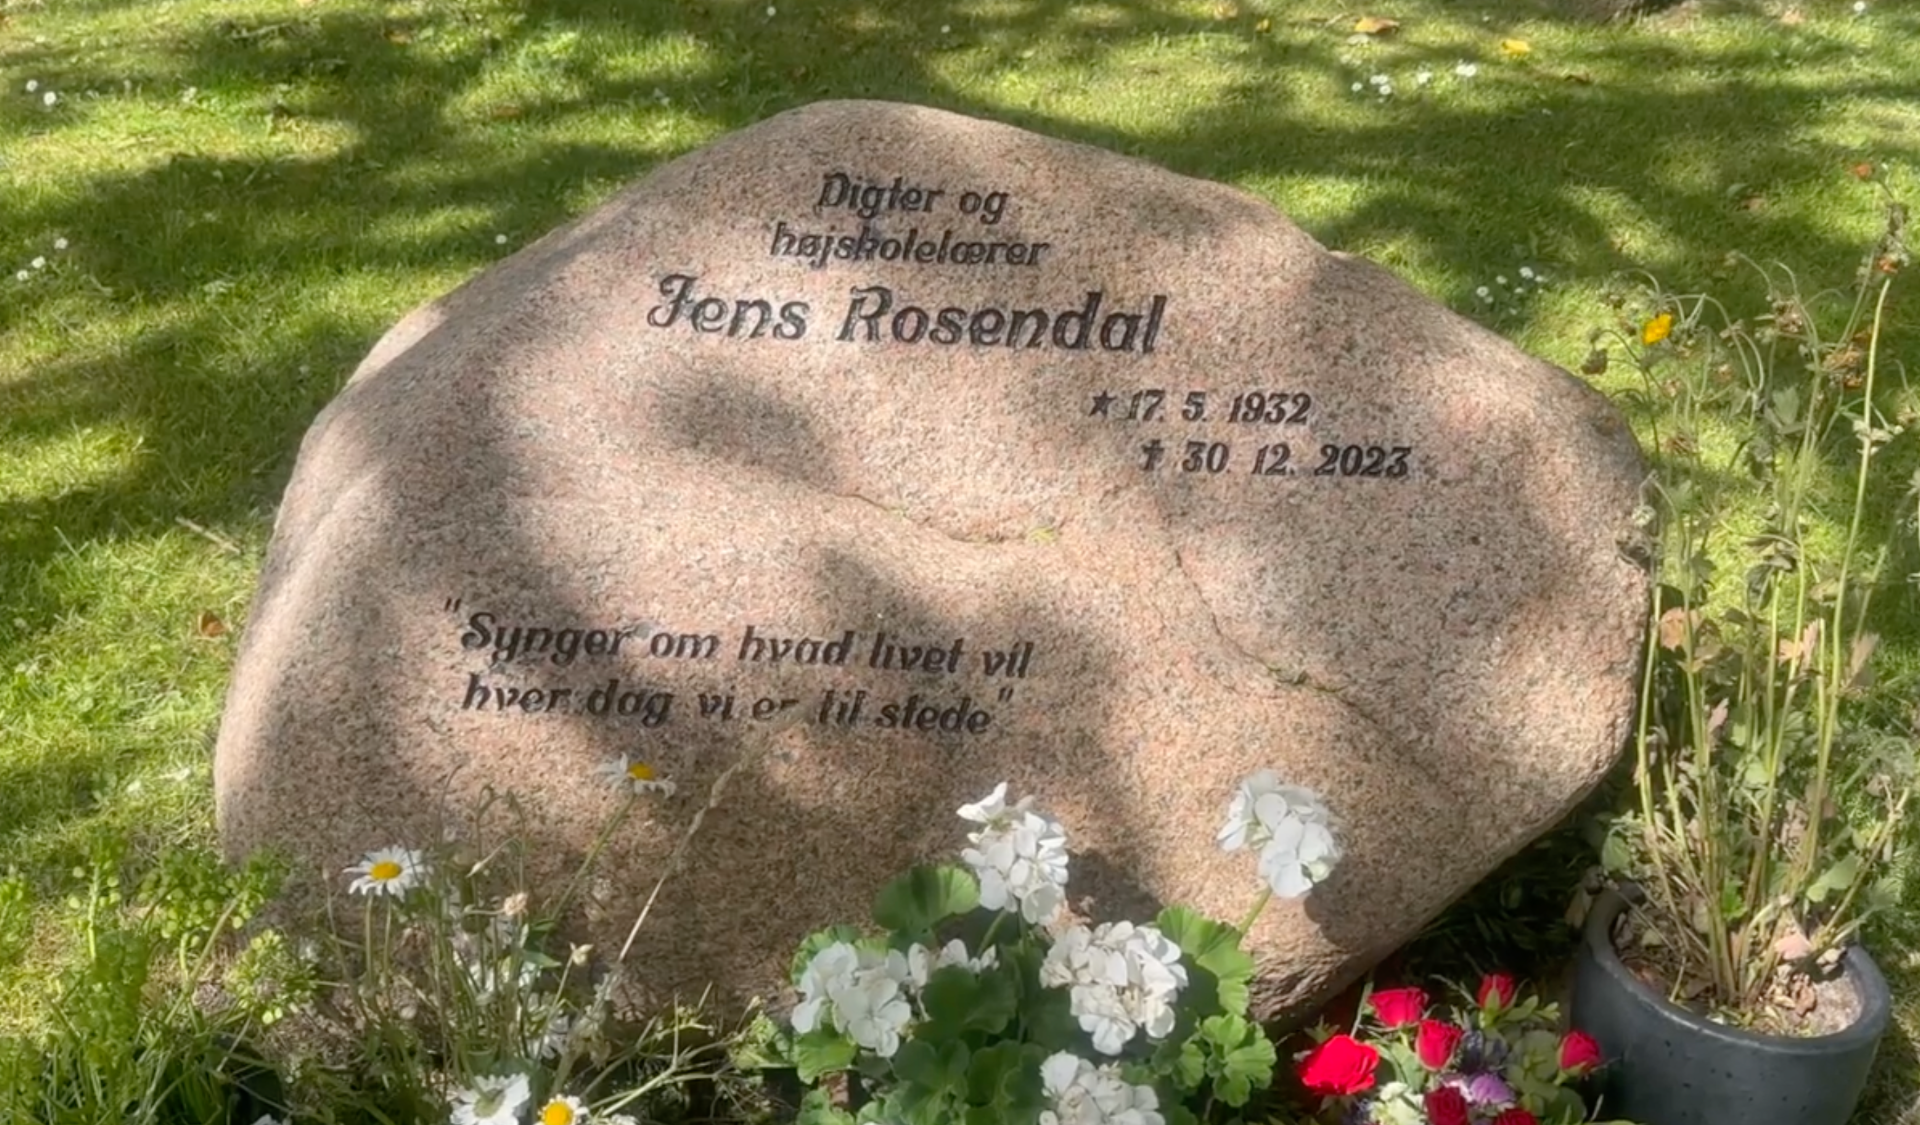 Digter og
højskolelærer
Jens Rosendal
★ 17. 5. 1932
✝ 30. 12. 2023
"Synger om hvad livet vil
hver dag vi er til stede"